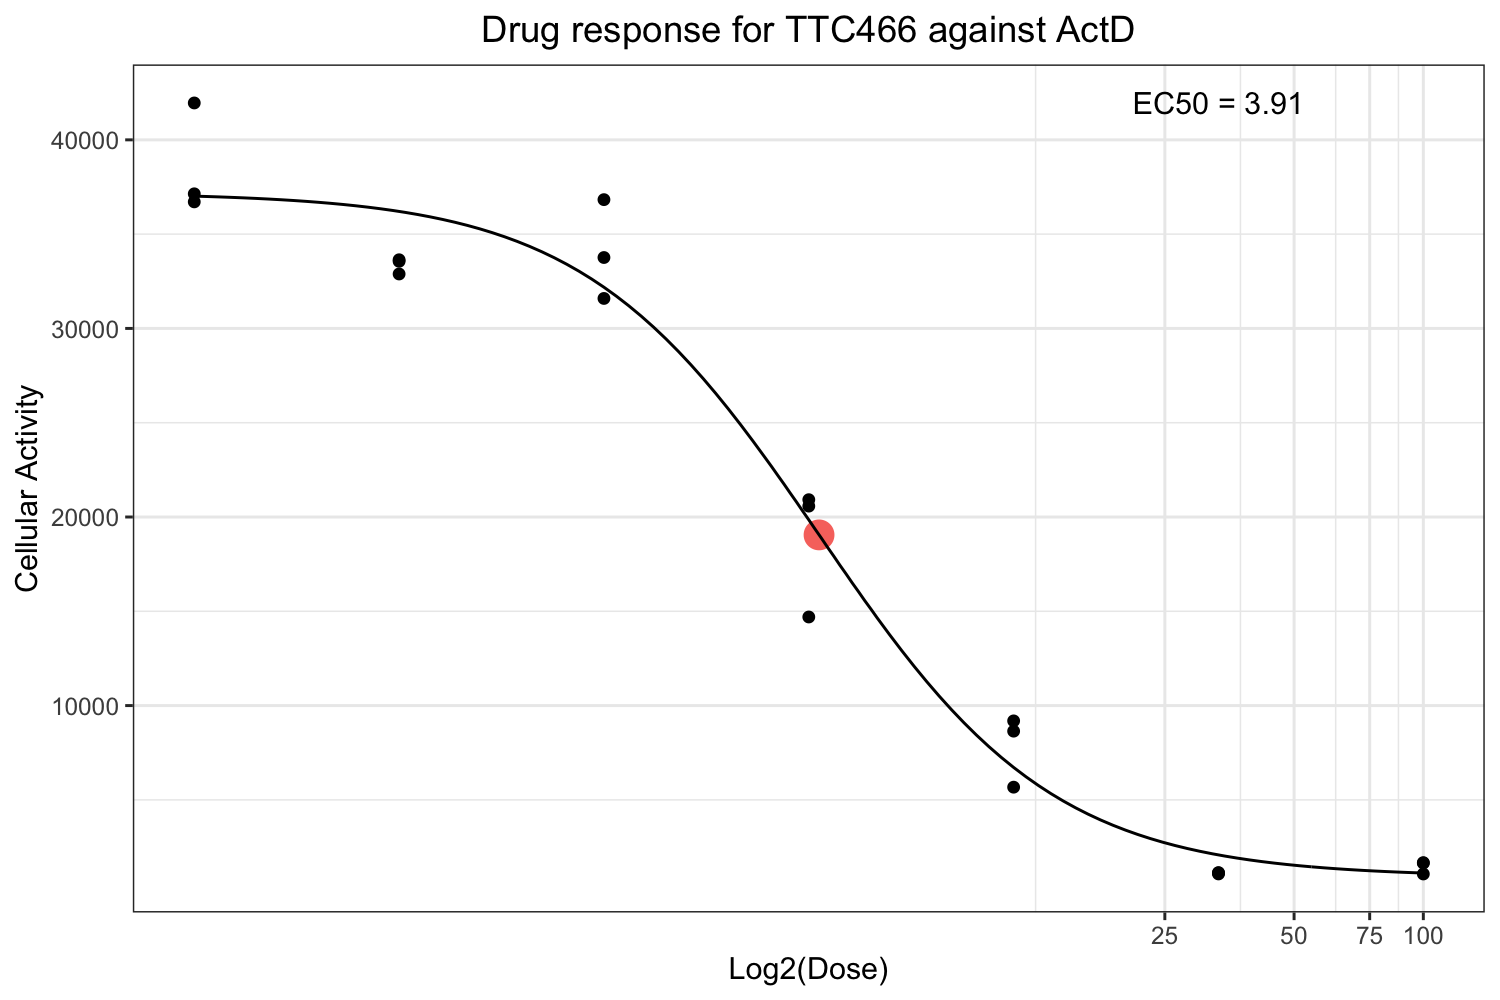 Drug response for TTC466 against ActD
EC50 = 3.91
40000
30000
20000
10000
Cellular Activity
25 50 75 100
Log2(Dose)